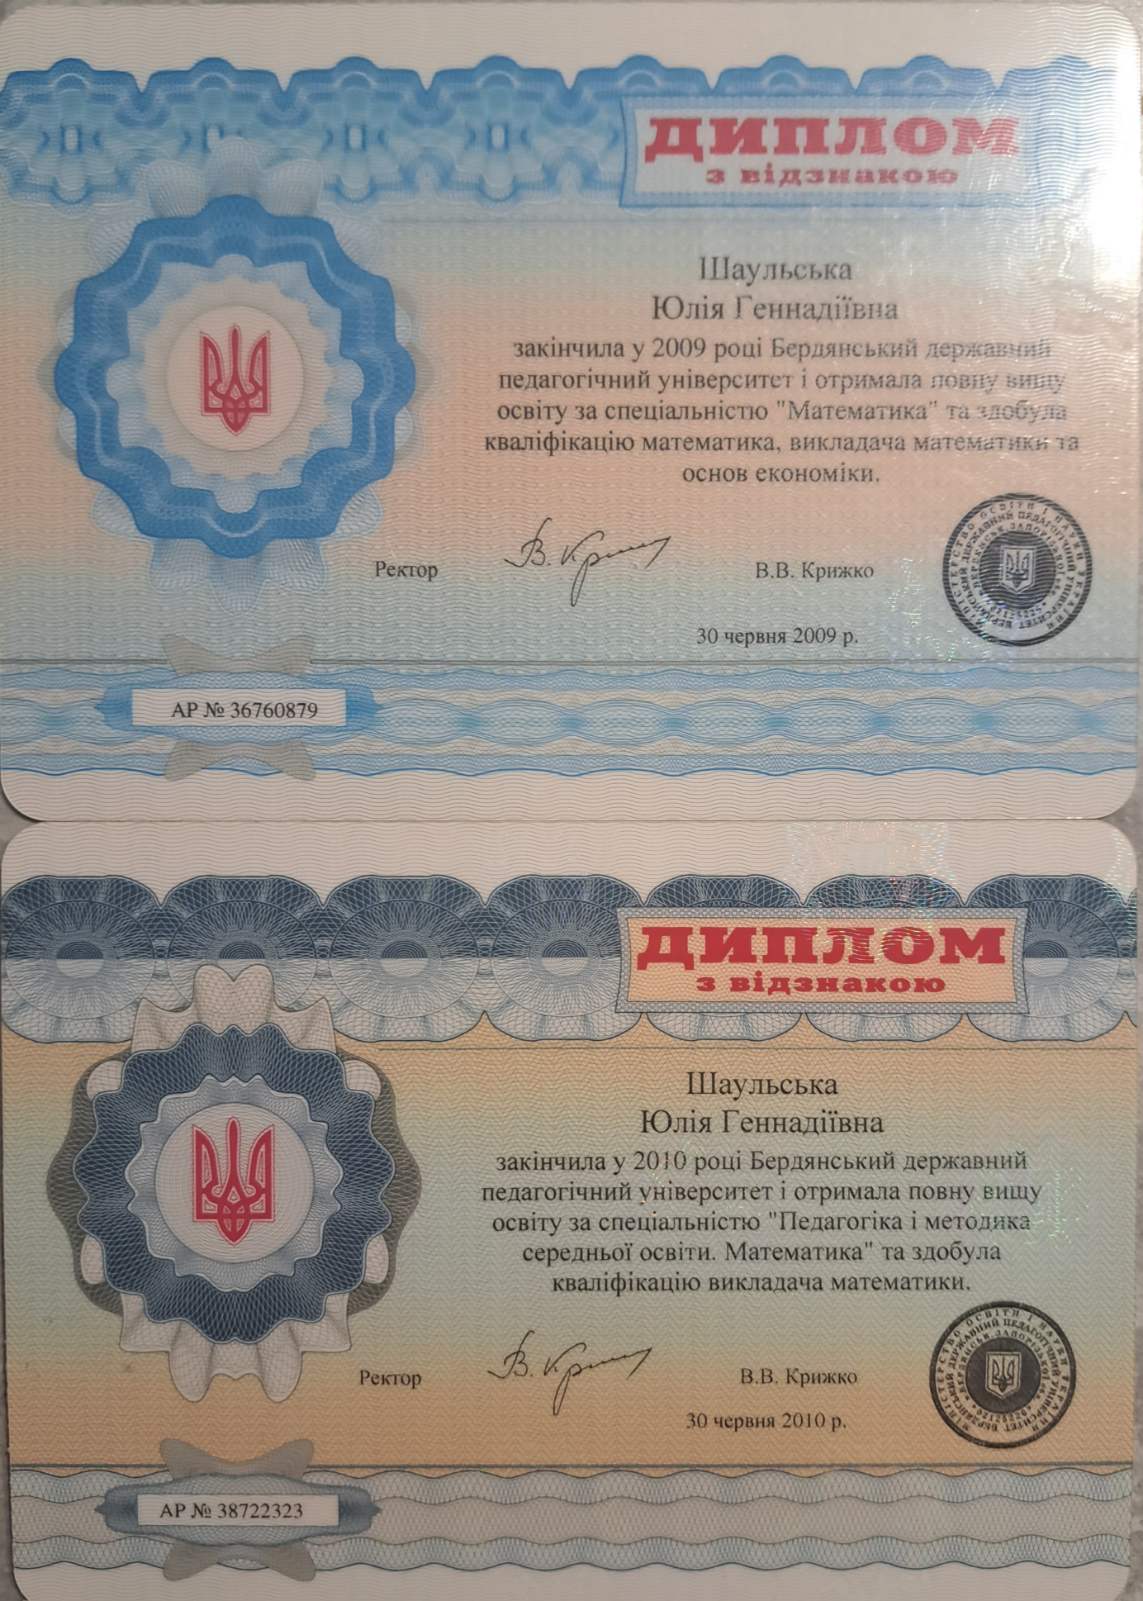 ДИПЛОМ
з відзнакою
Шаульська
Юлія Геннадіївна
закінчила у 2009 році Бердянський державний
педагогічний університет і отримала повну вищу
освіту за спеціальністю "Математика" та здобула
кваліфікацію математика, викладача математики та
основ економіки.
Ректор
В.В. Крижко
30 червня 2009 р.
АР № 36760879
ДИПЛОМ
з відзнакою
Шаульська
Юлія Геннадіївна
закінчила у 2010 році Бердянський державний
педагогічний університет і отримала повну вищу
освіту за спеціальністю "Педагогіка і методика
середньої освіти. Математика" та здобула
кваліфікацію викладача математики.
Ректор
В.В. Крижко
30 червня 2010 р.
АР № 38722323